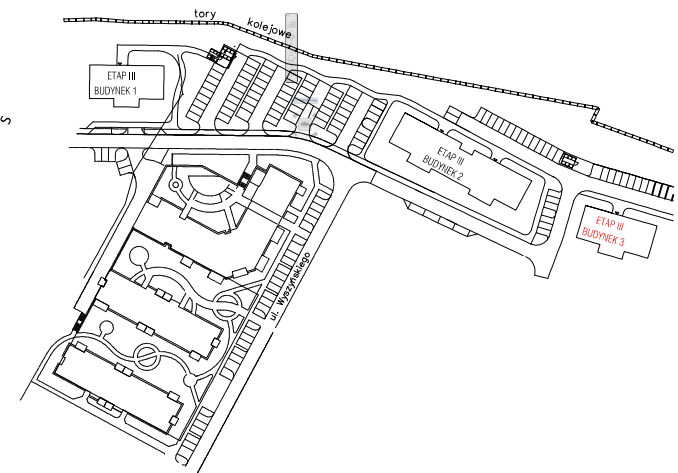 tory
kolejowe
ETAP III
BUDYNEK 1
S
ETAP III
BUDYNEK 2
ETAP III
BUDYNEK 3
ul. Wyszyńskiego